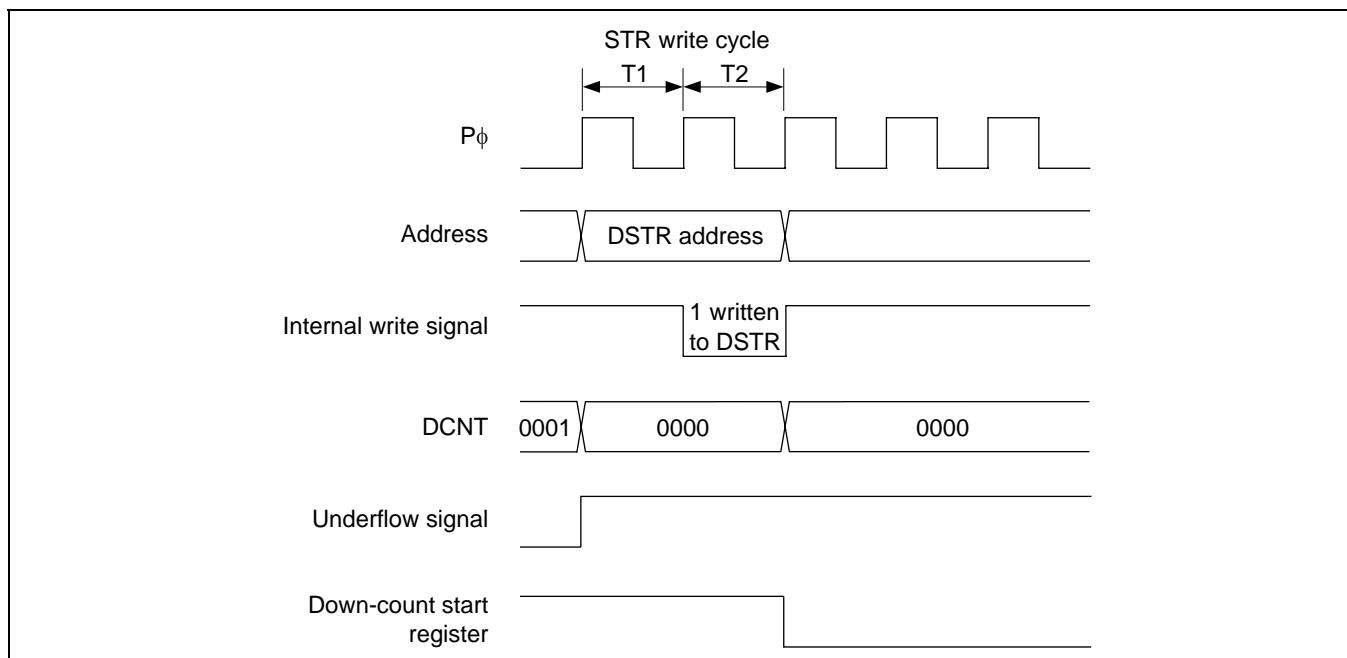 STR write cycle
T1 T2
Pϕ
Address DSTR address
Internal write signal 1 written
to DSTR
DCNT 0001 0000 0000
Underflow signal
Down-count start
register